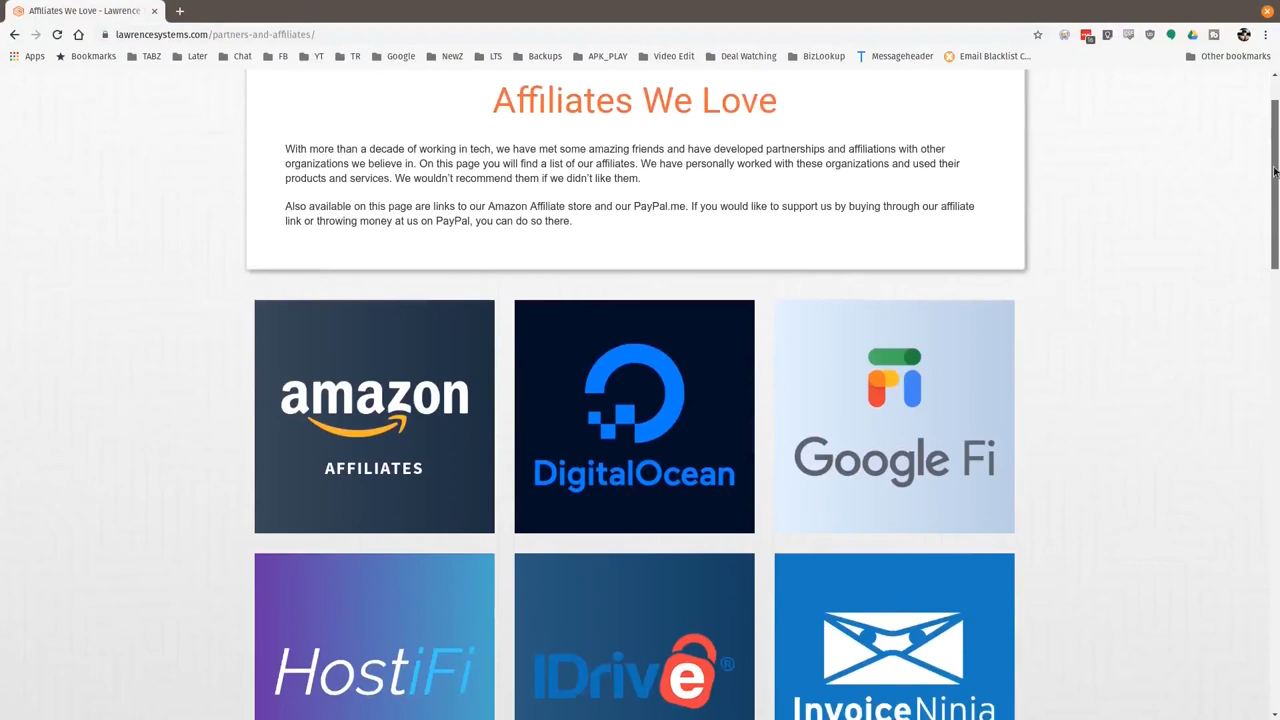 Affiliates We Love - Lawrence
lawrencesystems.com/partners-and-affiliates/
Apps Bookmarks TABZ Later Chat FB YT TR Google NewZ LTS Backups APK_PLAY Video Edit Deal Watching BizLookup Messageheader Email Blacklist C... Other bookmarks
Affiliates We Love
With more than a decade of working in tech, we have met some amazing friends and have developed partnerships and affiliations with other
organizations we believe in. On this page you will find a list of our affiliates. We have personally worked with these organizations and used their
products and services. We wouldn't recommend them if we didn't like them.
Also available on this page are links to our Amazon Affiliate store and our PayPal.me. If you would like to support us by buying through our affiliate
link or throwing money at us on PayPal, you can do so there.
amazon
AFFILIATES
DigitalOcean
Google Fi
HostiFi
IDrive®
InvoiceNinja